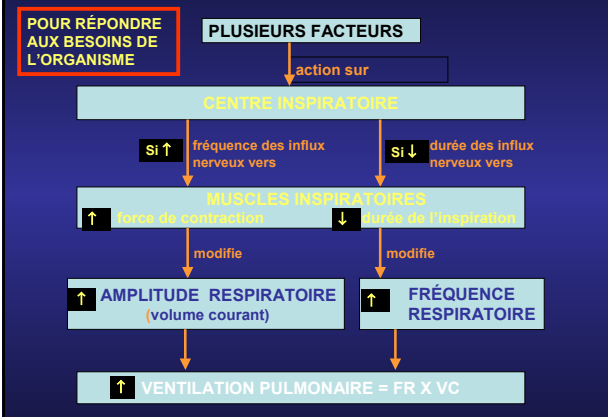 POUR RÉPONDRE
AUX BESOINS DE
L'ORGANISME
PLUSIEURS FACTEURS
action sur
CENTRE INSPIRATOIRE
Si ↑
fréquence des influx
nerveux vers
Si ↓
durée des influx
nerveux vers
MUSCLES INSPIRATOIRES
↑ force de contraction
↓ durée de l'inspiration
modifie
modifie
↑ AMPLITUDE RESPIRATOIRE
(volume courant)
↑ FRÉQUENCE
RESPIRATOIRE
↑ VENTILATION PULMONAIRE = FR X VC